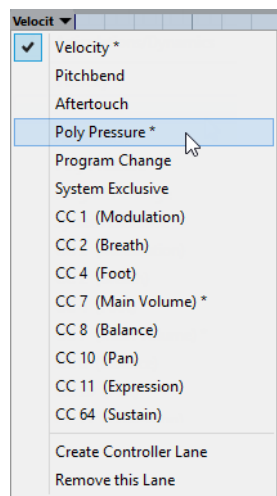 Velocit
Velocity *
Pitchbend
Aftertouch
Poly Pressure *
Program Change
System Exclusive
CC 1 (Modulation)
CC 2 (Breath)
CC 4 (Foot)
CC 7 (Main Volume) *
CC 8 (Balance)
CC 10 (Pan)
CC 11 (Expression)
CC 64 (Sustain)
Create Controller Lane
Remove this Lane